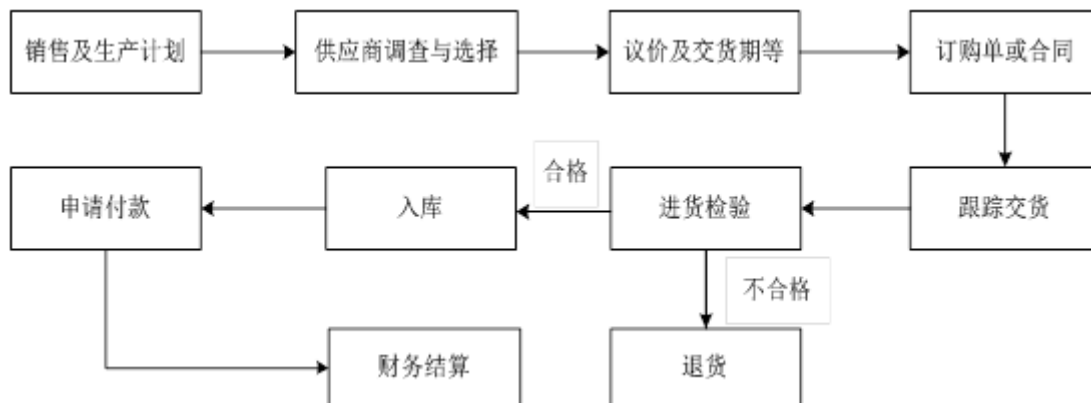 销售及生产计划
供应商调查与选择
议价及交货期等
订购单或合同
申请付款
入库
合格
进货检验
跟踪交货
不合格
财务结算
退货